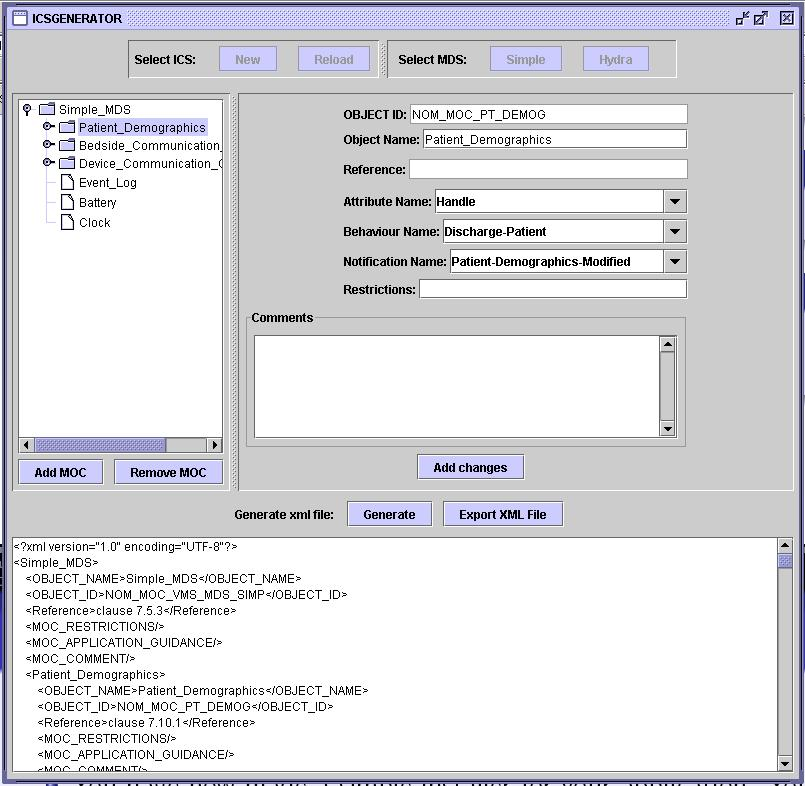 ICSGENERATOR
Select ICS: New Reload Select MDS: Simple Hydra
Simple_MDS
Patient_Demographics
Bedside_Communication_
Device_Communication_
Event_Log
Battery
Clock
Add MOC Remove MOC
OBJECT ID: NOM_MOC_PT_DEMOG
Object Name: Patient_Demographics
Reference:
Attribute Name: Handle
Behaviour Name: Discharge-Patient
Notification Name: Patient-Demographics-Modified
Restrictions:
Comments
Add changes
Generate xml file: Generate Export XML File
<?xml version="1.0" encoding="UTF-8"?>
<Simple_MDS>
<OBJECT_NAME>Simple_MDS</OBJECT_NAME>
<OBJECT_ID>NOM_MOC_VMS_MDS_SIMP</OBJECT_ID>
<Reference>clause 7.5.3</Reference>
<MOC_RESTRICTIONS/>
<MOC_APPLICATION_GUIDANCE/>
<MOC_COMMENT/>
<Patient_Demographics>
<OBJECT_NAME>Patient_Demographics</OBJECT_NAME>
<OBJECT_ID>NOM_MOC_PT_DEMOG</OBJECT_ID>
<Reference>clause 7.10.1</Reference>
<MOC_RESTRICTIONS/>
<MOC_APPLICATION_GUIDANCE/>
<MOC_COMMENT/>